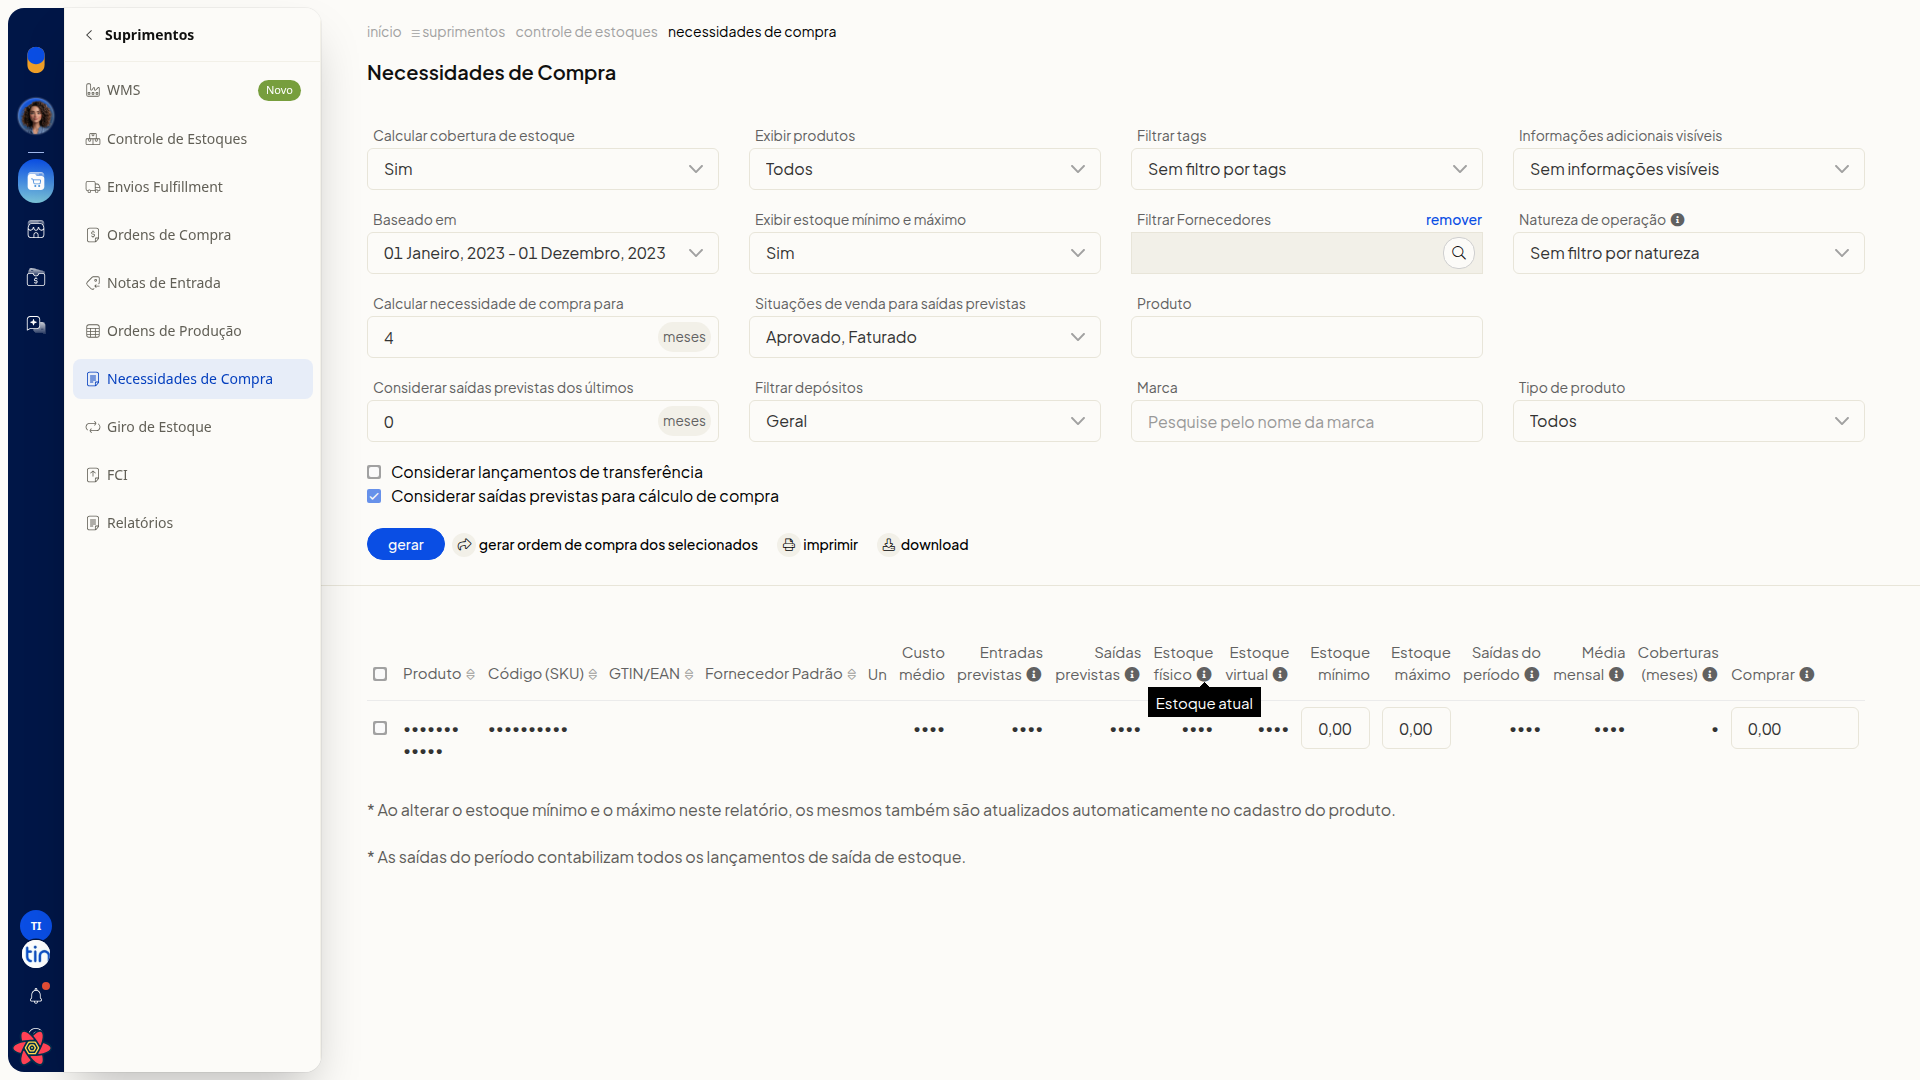 Suprimentos
WMS
Novo
Controle de Estoques
Envios Fulfillment
Ordens de Compra
Notas de Entrada
Ordens de Produção
Necessidades de Compra
Giro de Estoque
FCI
Relatórios
TI
tin
início suprimentos controle de estoques necessidades de compra
Necessidades de Compra
Calcular cobertura de estoque
Sim
Exibir produtos
Todos
Filtrar tags
Sem filtro por tags
Informações adicionais visíveis
Sem informações visíveis
Baseado em
01 Janeiro, 2023 - 01 Dezembro, 2023
Exibir estoque mínimo e máximo
Sim
Filtrar Fornecedores
remover
Natureza de operação
Sem filtro por natureza
Calcular necessidade de compra para
4
meses
Situações de venda para saídas previstas
Aprovado, Faturado
Produto
Considerar saídas previstas dos últimos
0
meses
Filtrar depósitos
Geral
Marca
Pesquise pelo nome da marca
Tipo de produto
Todos
Considerar lançamentos de transferência
Considerar saídas previstas para cálculo de compra
gerar
gerar ordem de compra dos selecionados
imprimir
download
Produto
Código (SKU)
GTIN/EAN
Fornecedor Padrão
Un
Custo
médio
Entradas
previstas
Saídas
previstas
Estoque
físico
Estoque
virtual
Estoque
mínimo
Estoque
máximo
Saídas do
período
Média
mensal
Coberturas
(meses)
Comprar
Estoque atual
••••••• •••••••••• •••• •••• •••• •••• •••• 0,00 0,00 •••• •••• • 0,00
•••••
* Ao alterar o estoque mínimo e o máximo neste relatório, os mesmos também são atualizados automaticamente no cadastro do produto.
* As saídas do período contabilizam todos os lançamentos de saída de estoque.